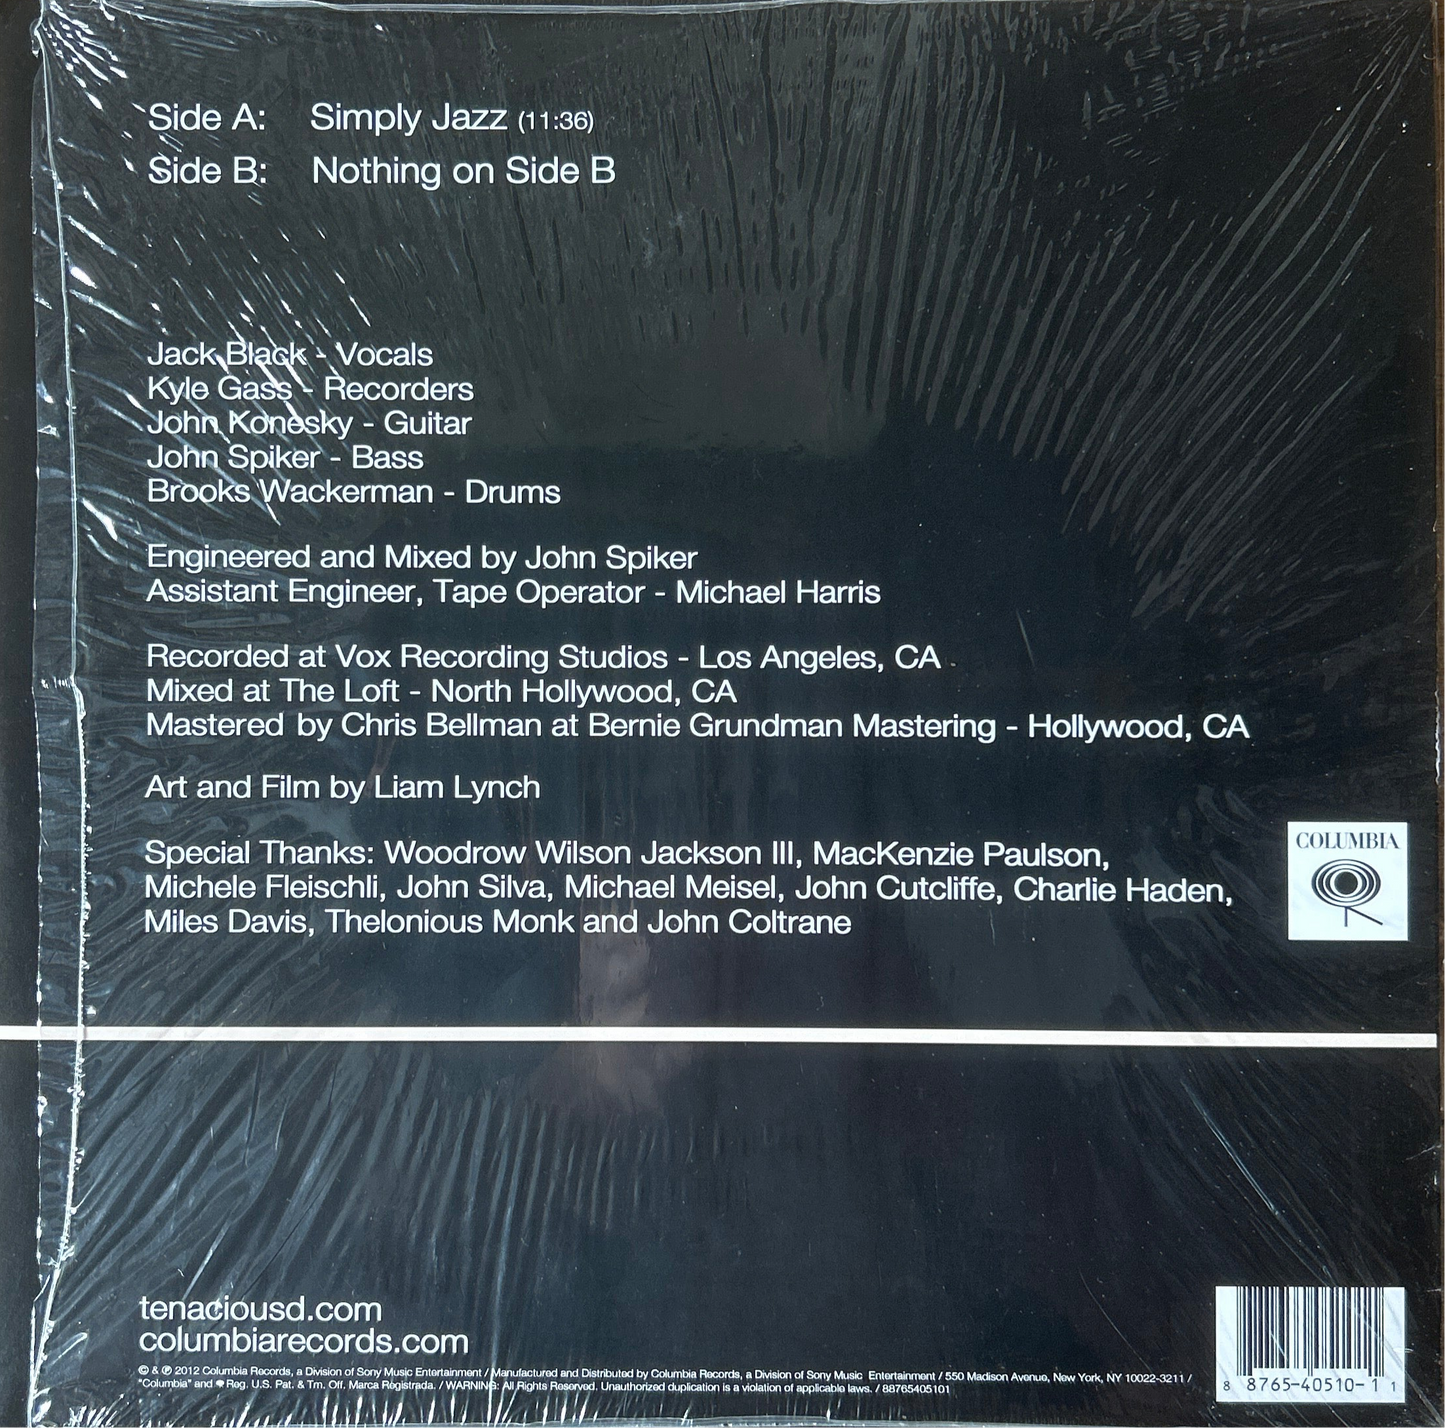 Side A: Simply Jazz (11:36)
Side B: Nothing on Side B
Jack Black - Vocals
Kyle Gass - Recorders
John Konesky - Guitar
John Spiker - Bass
Brooks Wackerman - Drums
Engineered and Mixed by John Spiker
Assistant Engineer, Tape Operator - Michael Harris
Recorded at Vox Recording Studios - Los Angeles, CA
Mixed at The Loft - North Hollywood, CA
Mastered by Chris Bellman at Bernie Grundman Mastering - Hollywood, CA
Art and Film by Liam Lynch
Special Thanks: Woodrow Wilson Jackson III, MacKenzie Paulson,
Michele Fleischli, John Silva, Michael Meisel, John Cutcliffe, Charlie Haden,
Miles Davis, Thelonious Monk and John Coltrane
COLUMBIA
tenaciousd.com
columbiarecords.com
© & ℗ 2012 Columbia Records, a Division of Sony Music Entertainment / Manufactured and Distributed by Columbia Records, a Division of Sony Music Entertainment / 550 Madison Avenue, New York, NY 10022-3211 /
"Columbia" and Reg. U.S. Pat. & Tm. Off. Marca Registrada. / WARNING: All Rights Reserved. Unauthorized duplication is a violation of applicable laws. / 88765405101
8 8765-40510-1 1